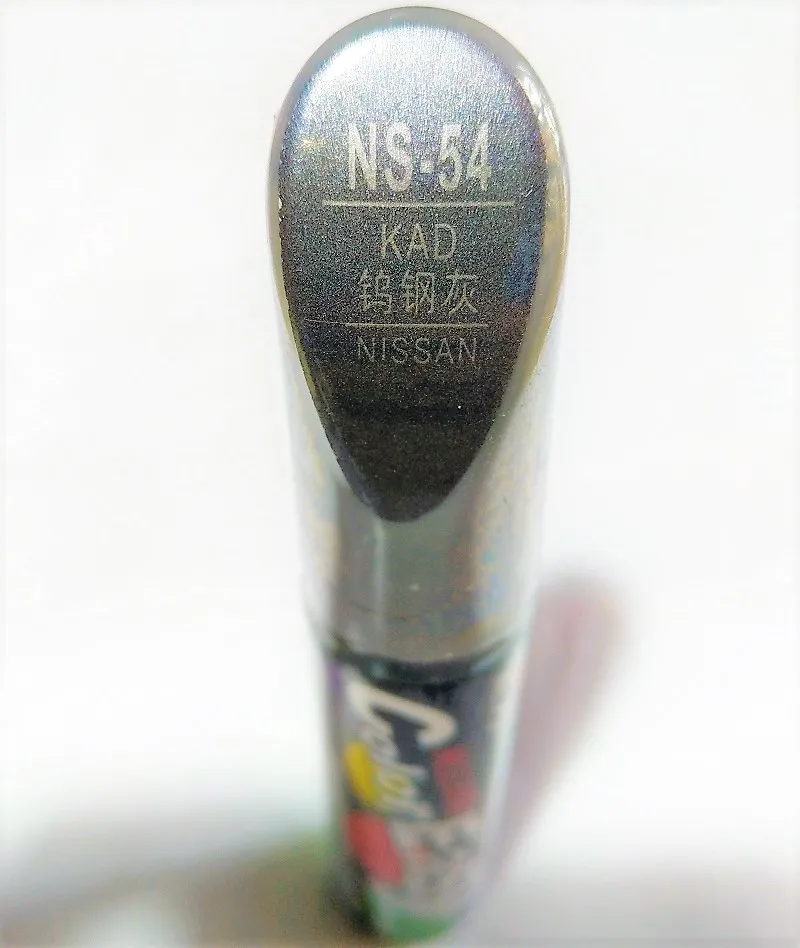 NS-54
KAD
钨钢灰
NISSAN
Color